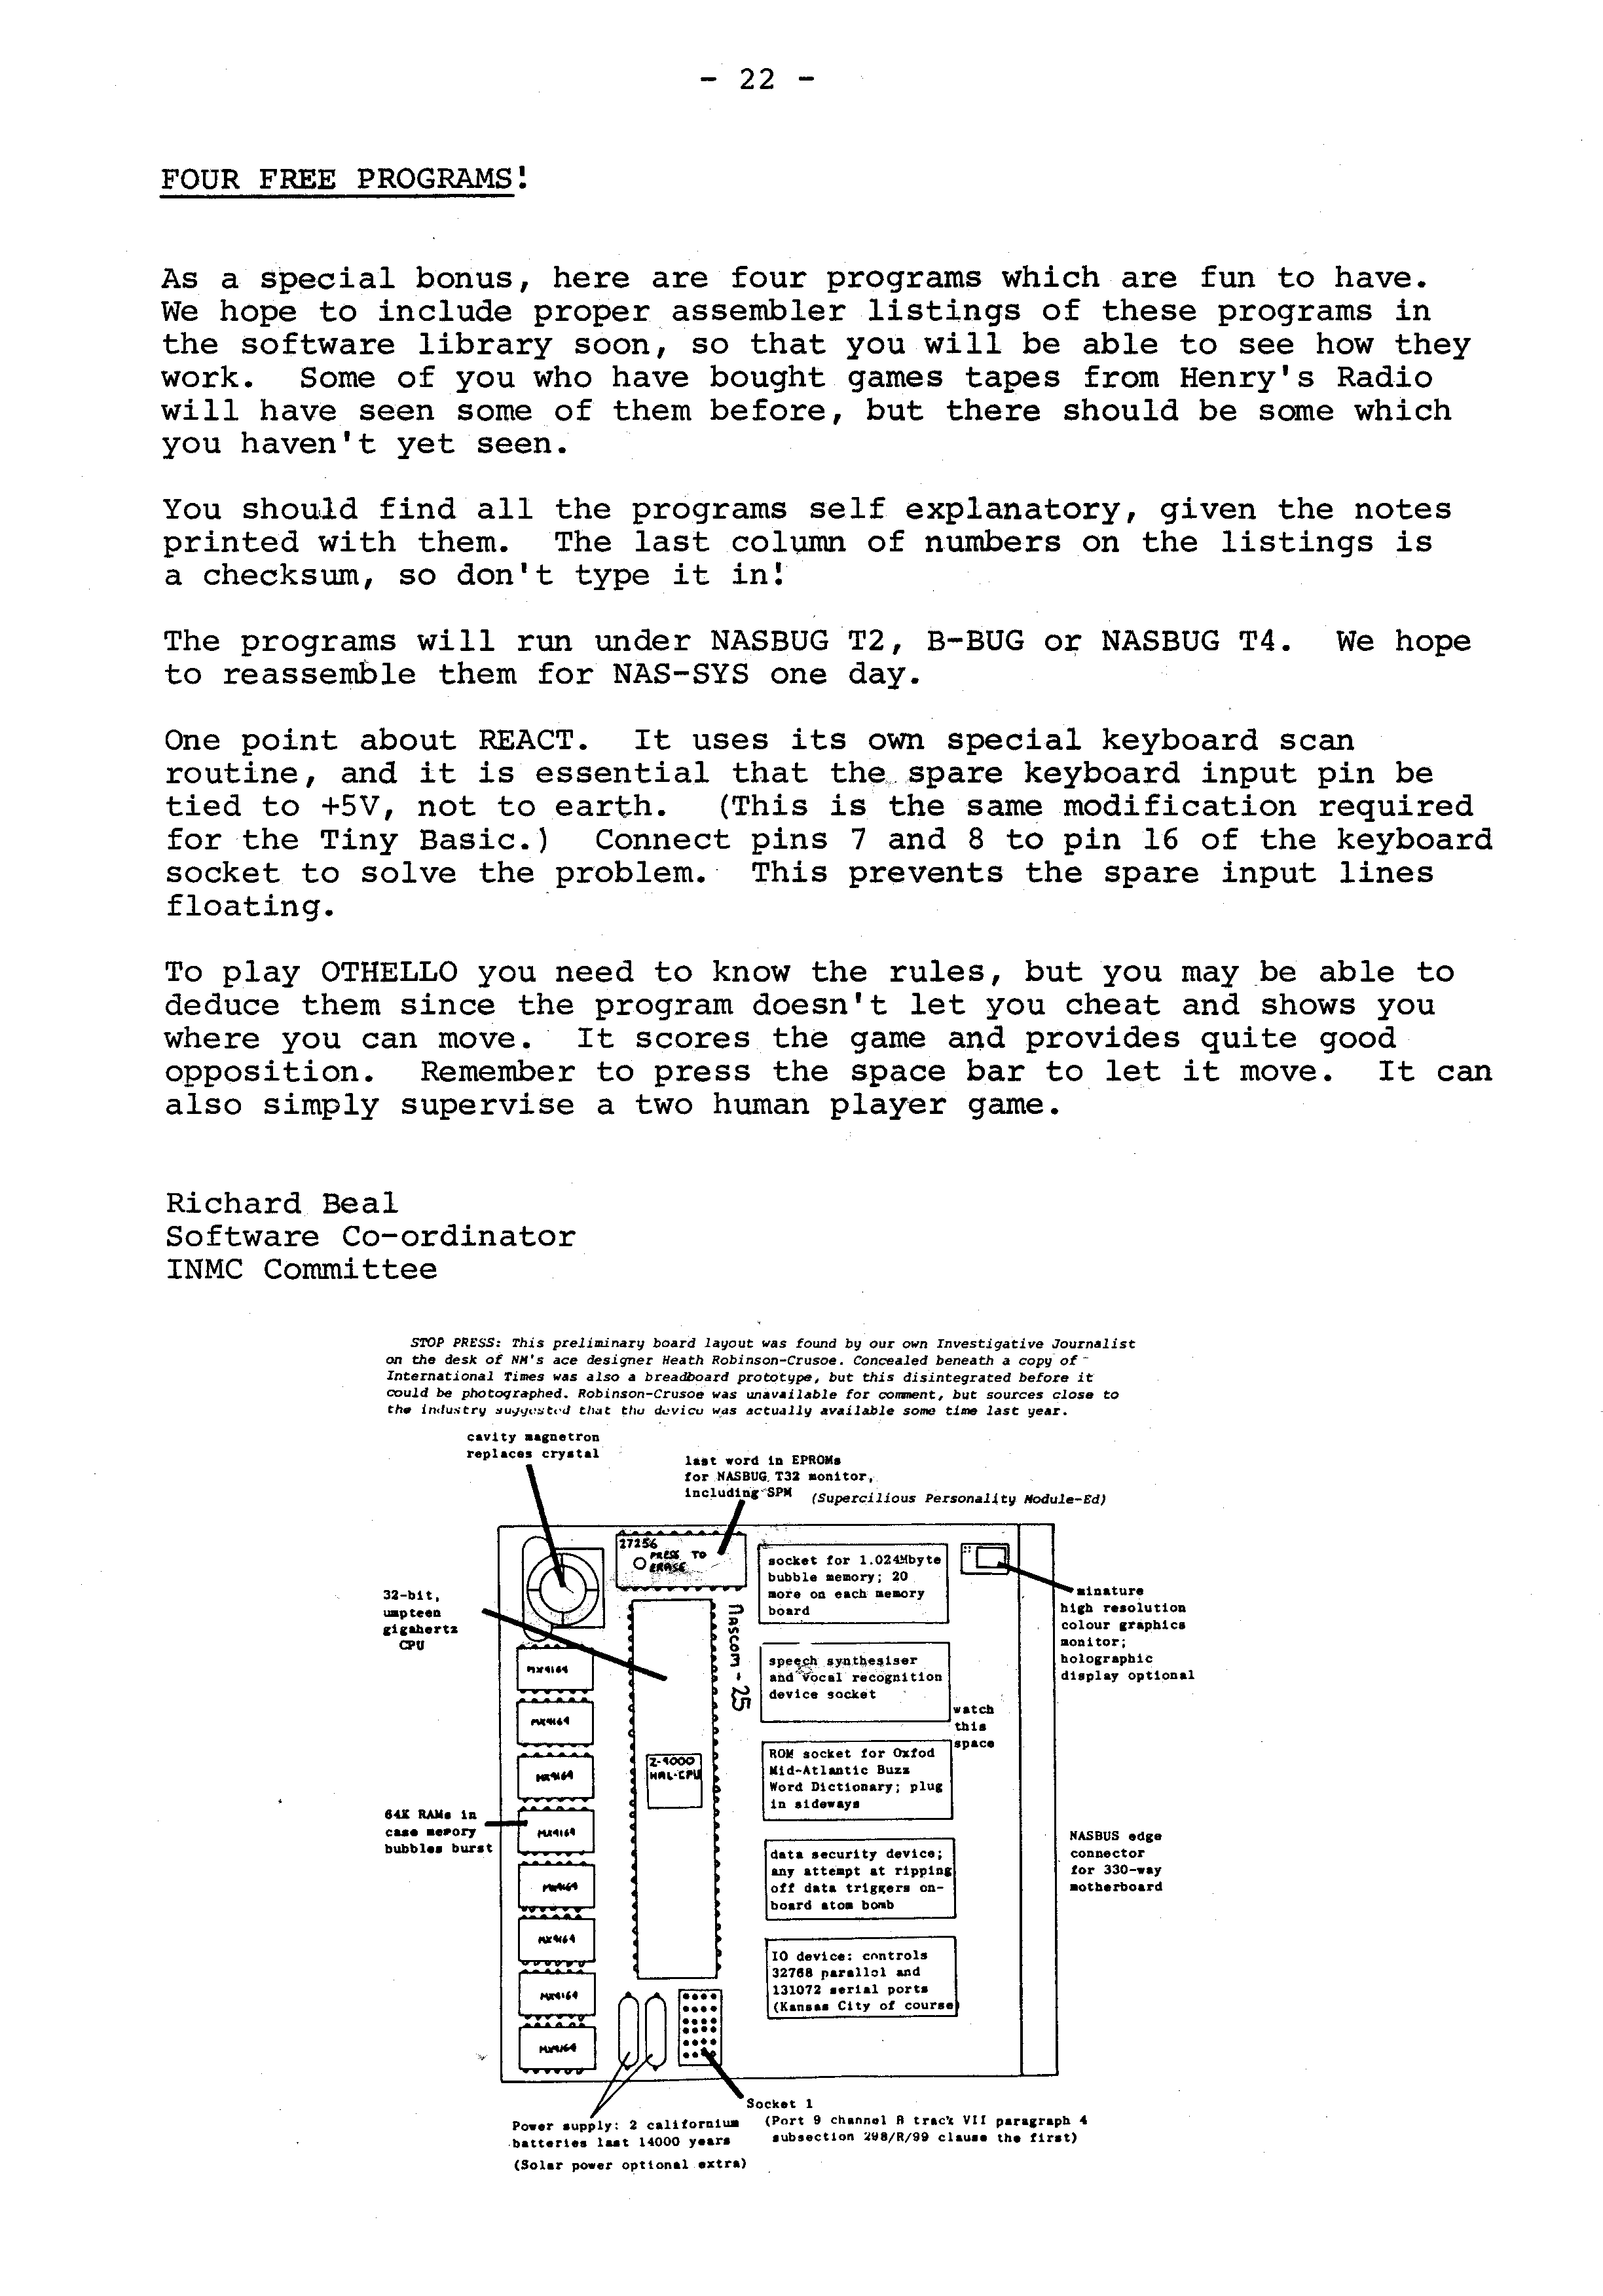 - 22 -
FOUR FREE PROGRAMS!
As a special bonus, here are four programs which are fun to have.
We hope to include proper assembler listings of these programs in
the software library soon, so that you will be able to see how they
work. Some of you who have bought games tapes from Henry's Radio
will have seen some of them before, but there should be some which
you haven't yet seen.
You should find all the programs self explanatory, given the notes
printed with them. The last column of numbers on the listings is
a checksum, so don't type it in!
The programs will run under NASBUG T2, B-BUG or NASBUG T4. We hope
to reassemble them for NAS-SYS one day.
One point about REACT. It uses its own special keyboard scan
routine, and it is essential that the spare keyboard input pin be
tied to +5V, not to earth. (This is the same modification required
for the Tiny Basic.) Connect pins 7 and 8 to pin 16 of the keyboard
socket to solve the problem. This prevents the spare input lines
floating.
To play OTHELLO you need to know the rules, but you may be able to
deduce them since the program doesn't let you cheat and shows you
where you can move. It scores the game and provides quite good
opposition. Remember to press the space bar to let it move. It can
also simply supervise a two human player game.
Richard Beal
Software Co-ordinator
INMC Committee
STOP PRESS: This preliminary board layout was found by our own Investigative Journalist
on the desk of NM's ace designer Heath Robinson-Crusoe. Concealed beneath a copy of
International Times was also a breadboard prototype, but this disintegrated before it
could be photographed. Robinson-Crusoe was unavailable for comment, but sources close to
the industry suggested that the device was actually available some time last year.
cavity magnetron
replaces crystal
last word in EPROMs
for NASBUG T32 monitor,
including SPM (Supercilious Personality Module-Ed)
27256
PRESS TO
ERASE
socket for 1.024Mbyte
bubble memory; 20
more on each memory
board
minature
high resolution
colour graphics
monitor;
holographic
display optional
32-bit,
umpteen
gigahertz
CPU
Nascom-25
speech synthesiser
and vocal recognition
device socket
watch
this
space
MX4164
MX4164
MX4164
MX4164
MX4164
MX4164
MX4164
MX4164
Z-4000
HAL-CPU
ROM socket for Oxfod
Mid-Atlantic Buzz
Word Dictionary; plug
in sideways
64K RAMs in
case memory
bubbles burst
data security device;
any attempt at ripping
off data triggers on-
board atom bomb
NASBUS edge
connector
for 330-way
motherboard
IO device: controls
32768 parallel and
131072 serial ports
(Kansas City of course)
Socket 1
(Port 9 channel R track VII paragraph 4
subsection 298/R/99 clause the first)
Power supply: 2 californium
batteries last 14000 years
(Solar power optional extra)